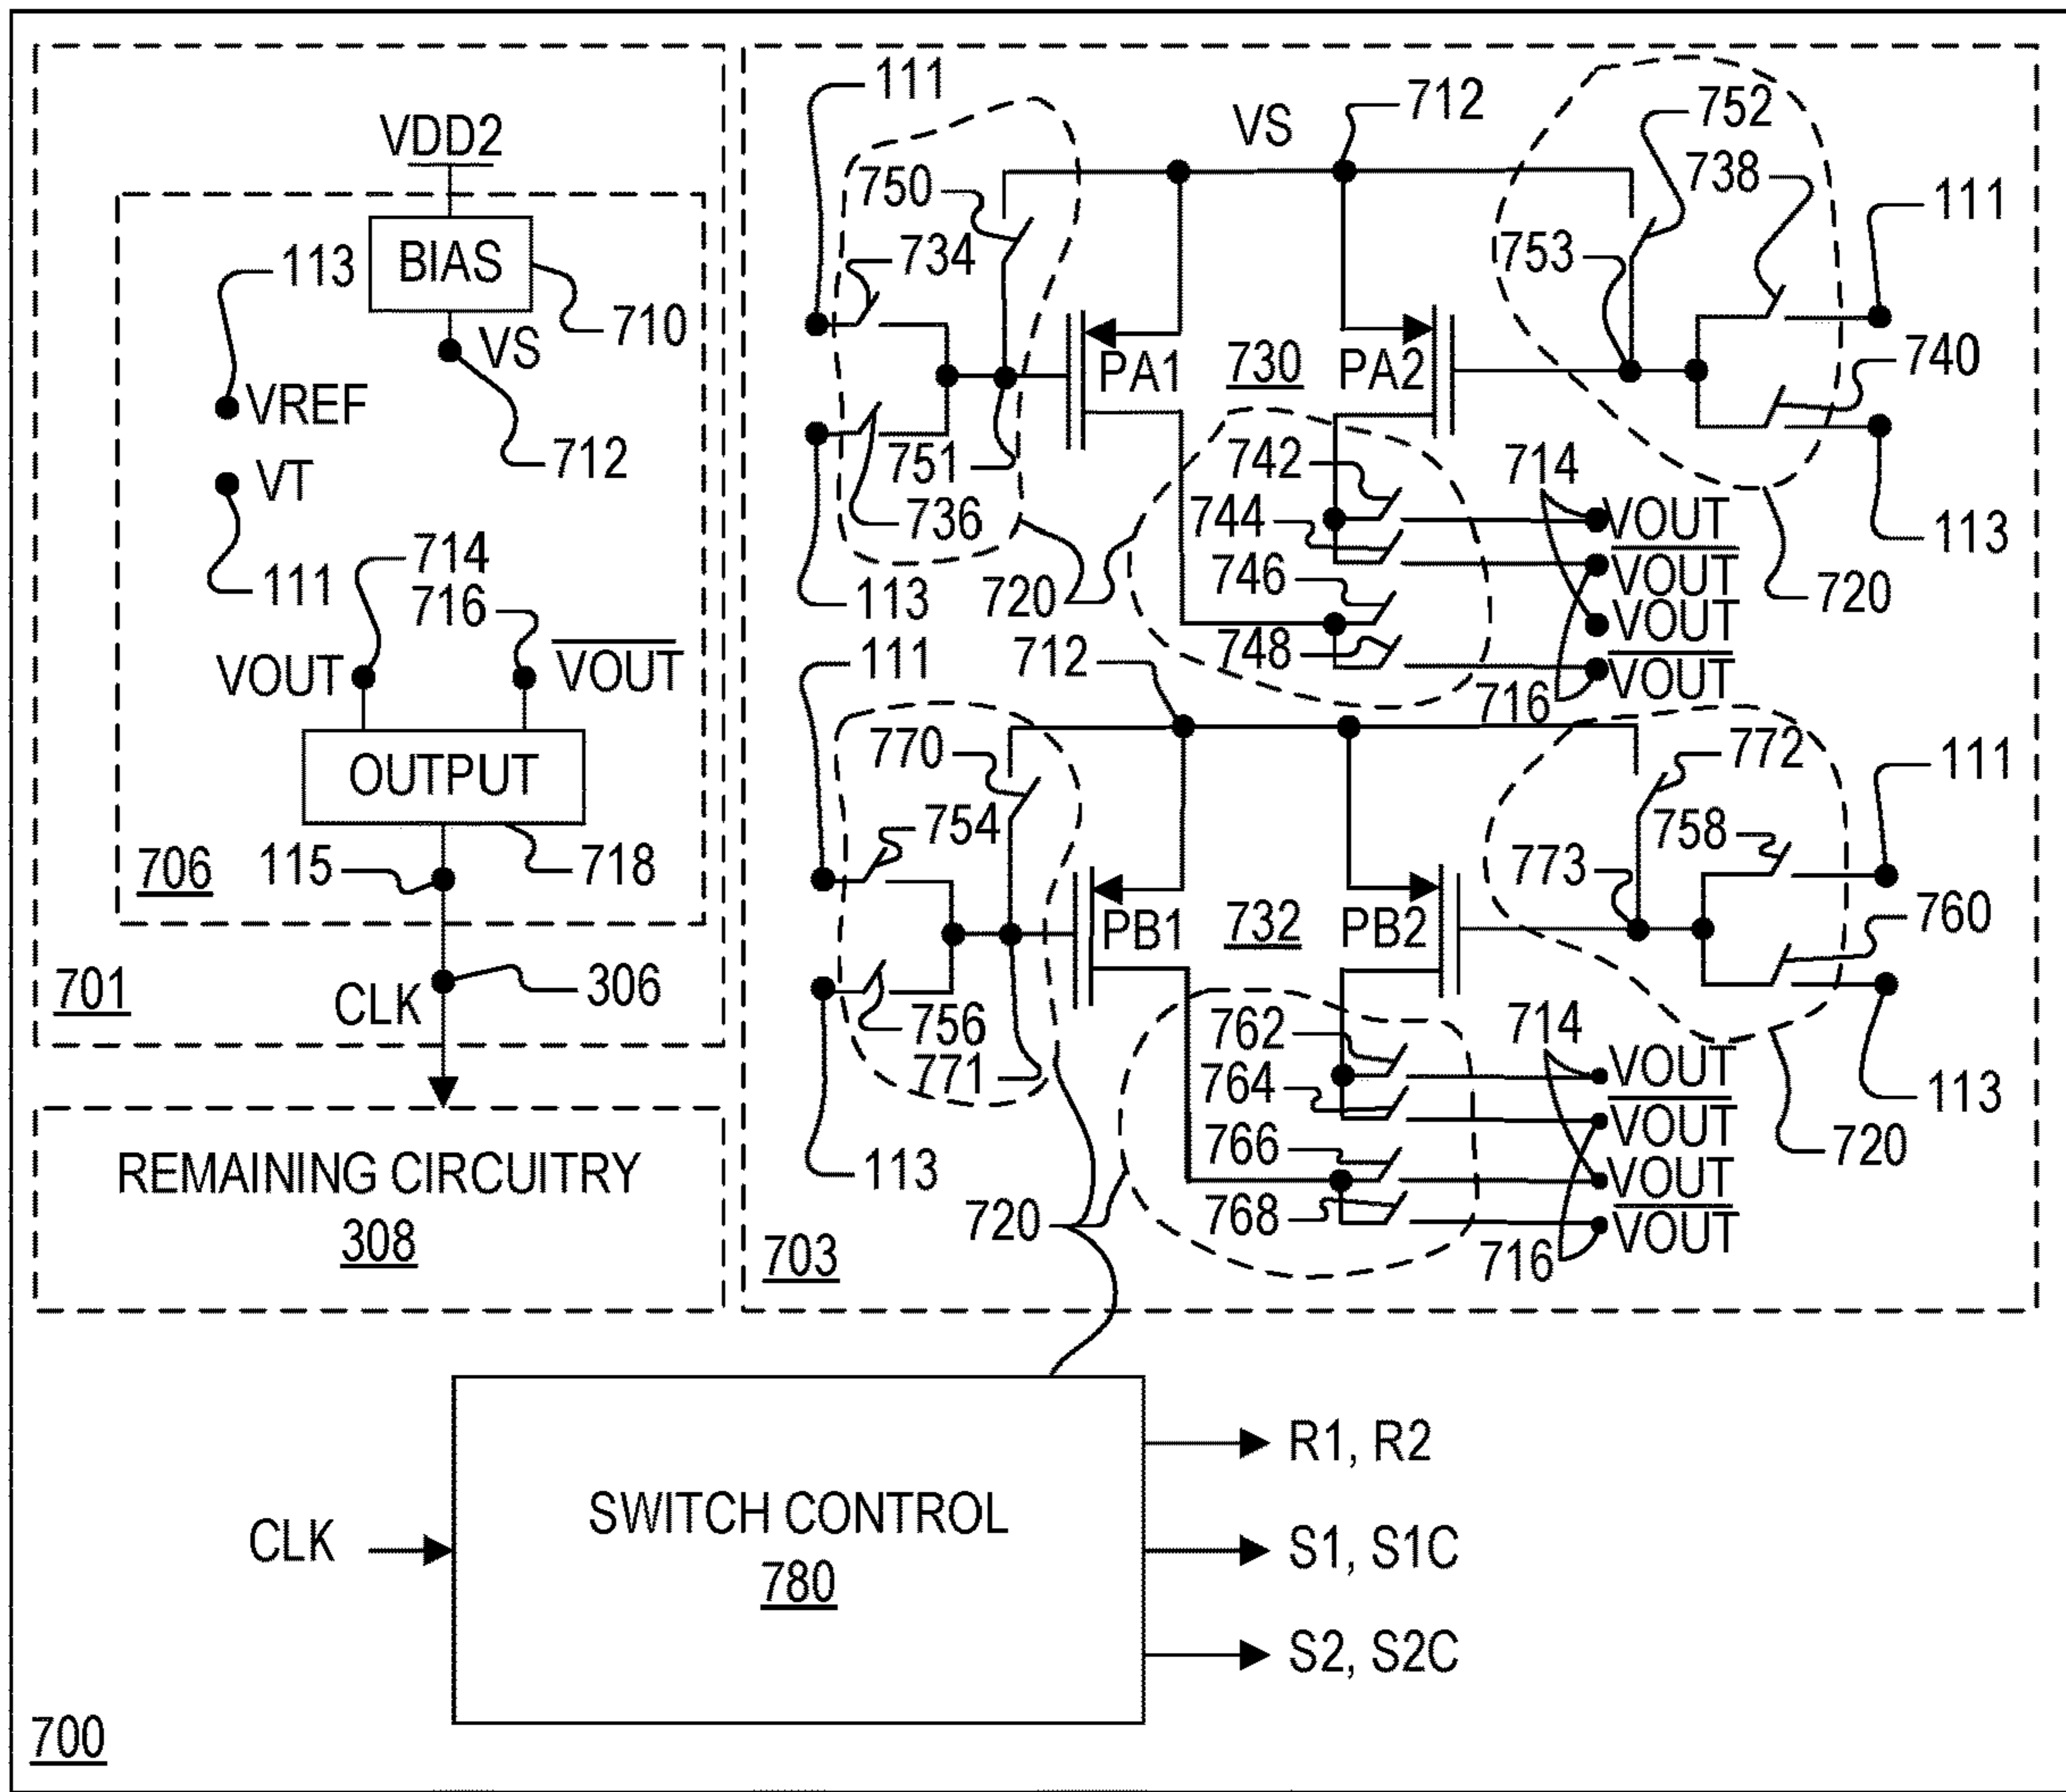 VDD2
BIAS
113
710
VS
VREF
712
VT
111
714
716
VOUT
VOUT
OUTPUT
115
718
706
CLK
306
701
REMAINING CIRCUITRY
308
111
VS
712
752
750
738
111
734
753
PA1
730
PA2
740
751
742
714
736
744
VOUT
113
VOUT
746
113
720
VOUT
720
748
VOUT
716
111
712
770
772
111
754
758
773
PB1
732
PB2
760
756
762
714
771
VOUT
764
113
VOUT
766
720
113
VOUT
720
768
VOUT
716
703
CLK
SWITCH CONTROL
780
R1, R2
S1, S1C
S2, S2C
700